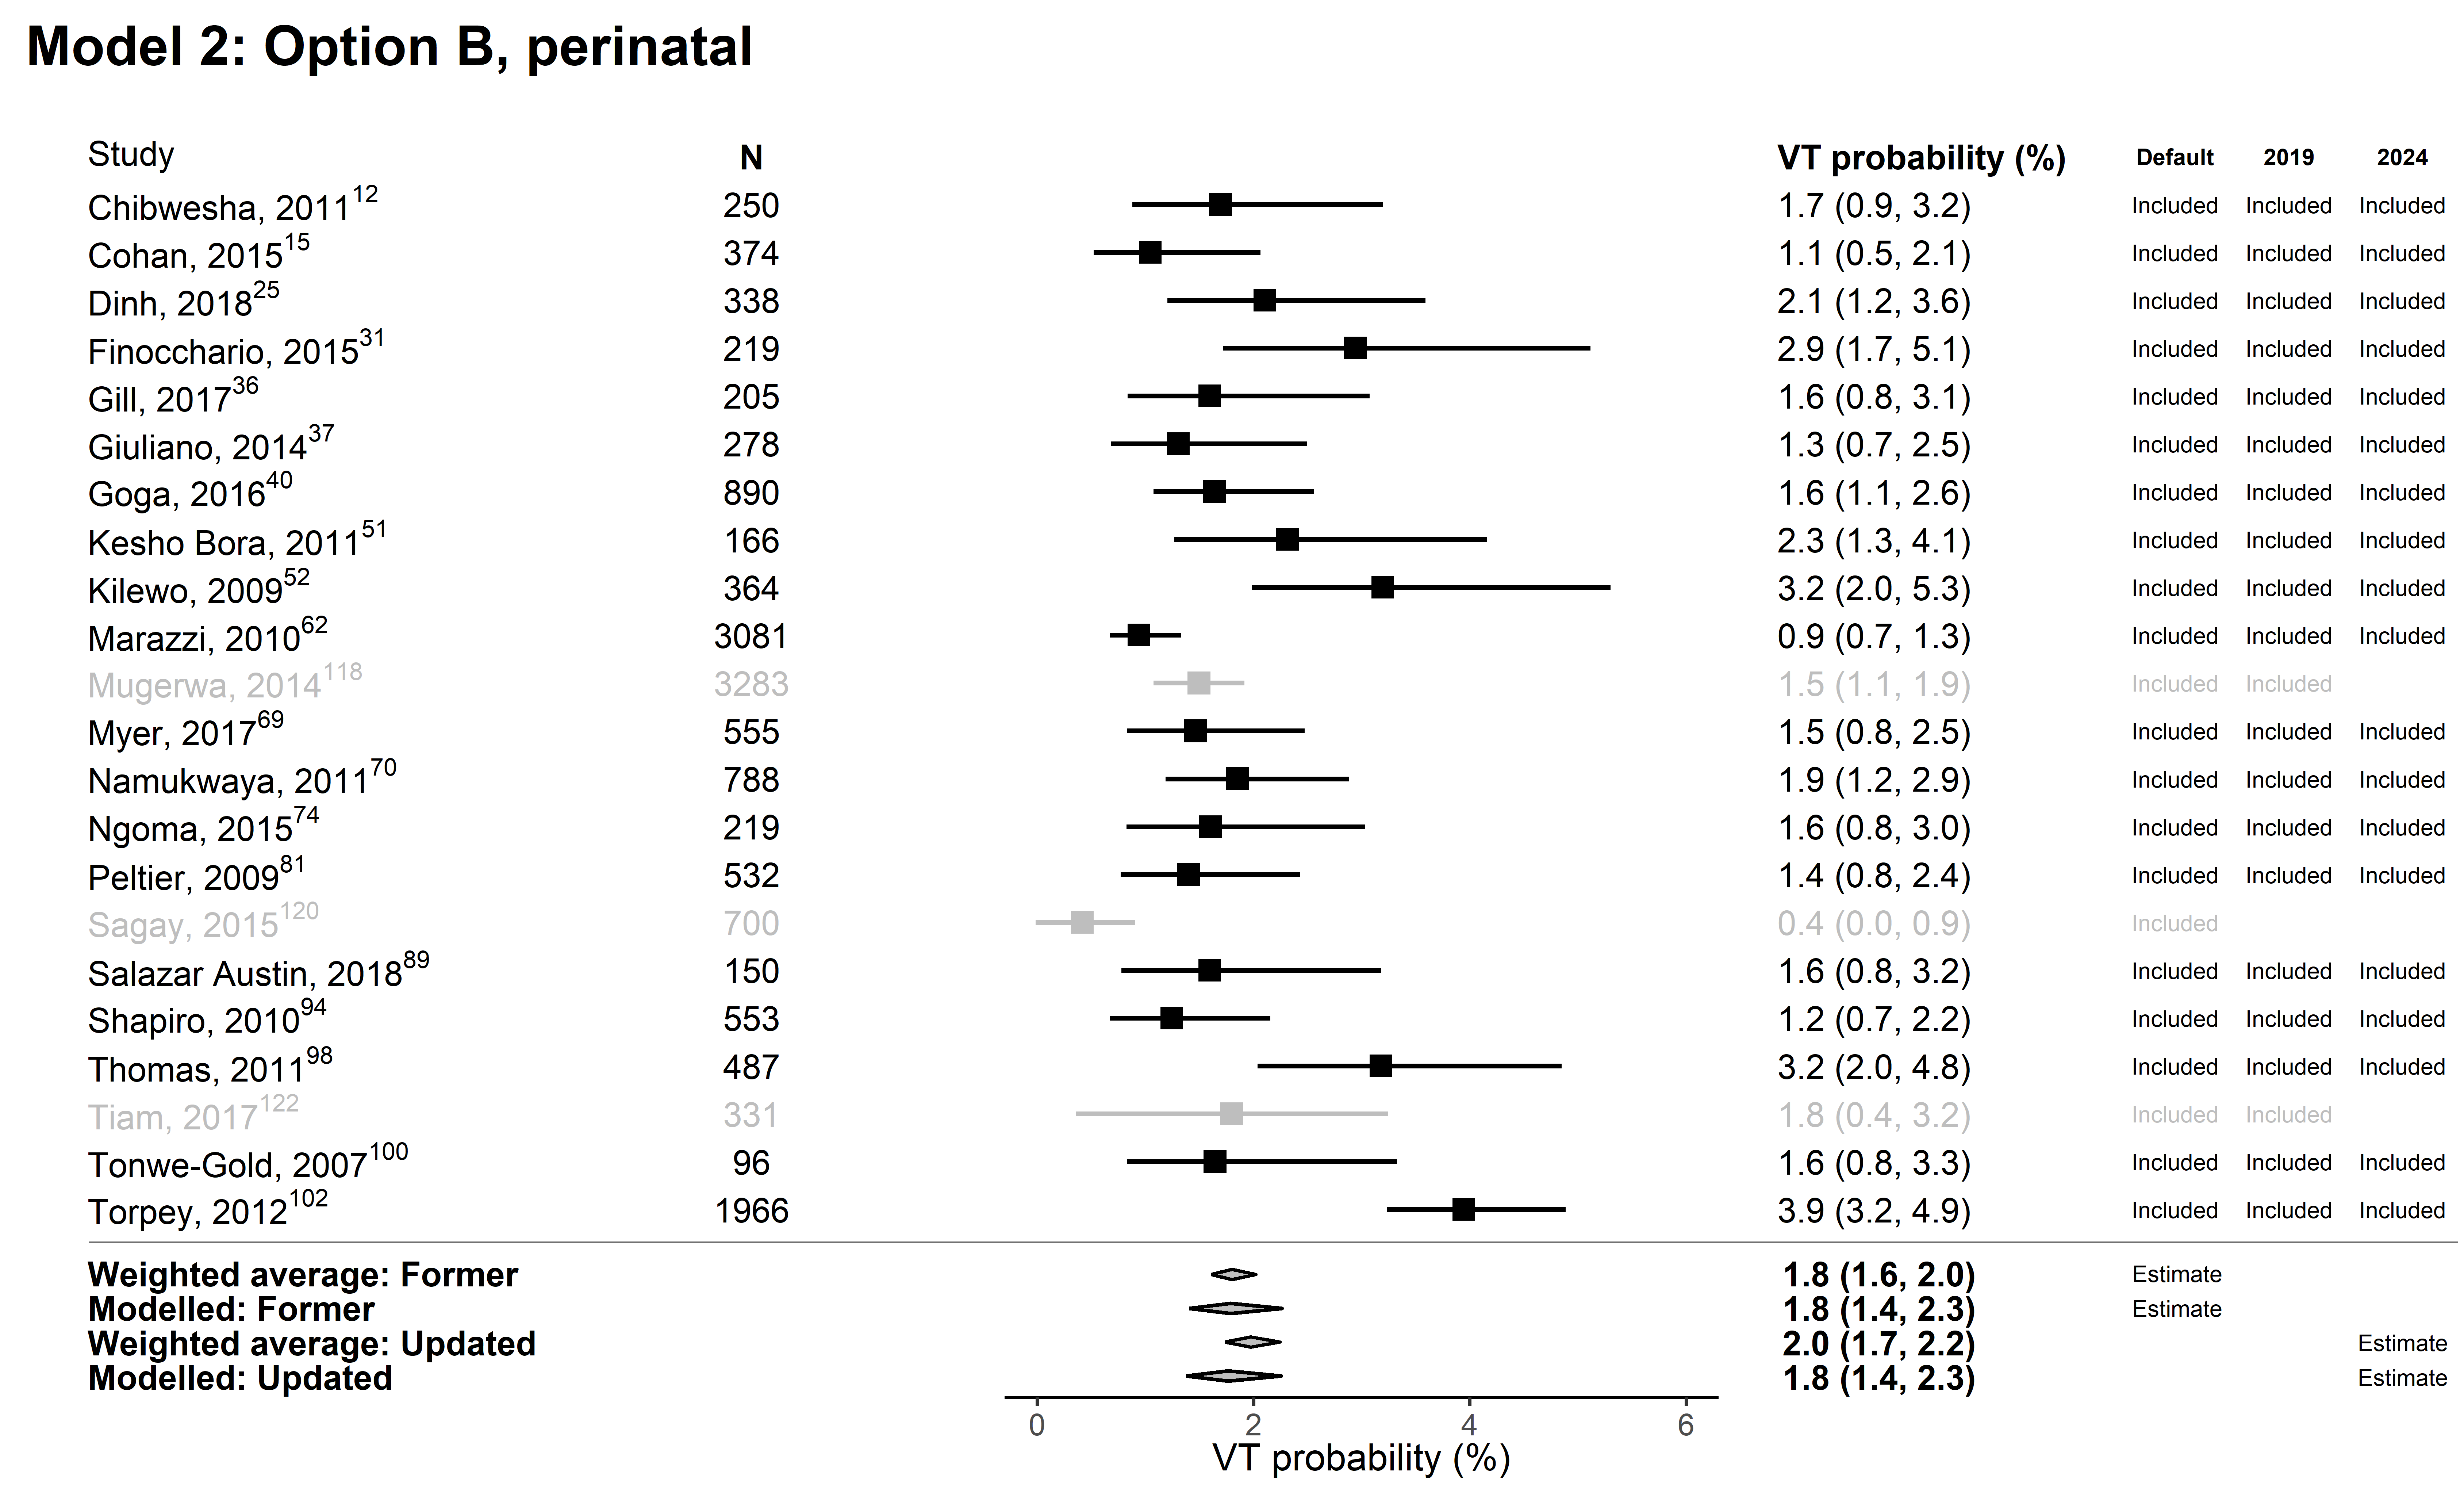 Model 2: Option B, perinatal
Study N VT probability (%) Default 2019 2024
Chibwesha, 2011¹² 250 1.7 (0.9, 3.2) Included Included Included
Cohan, 2015¹⁵ 374 1.1 (0.5, 2.1) Included Included Included
Dinh, 2018²⁵ 338 2.1 (1.2, 3.6) Included Included Included
Finocchario, 2015³¹ 219 2.9 (1.7, 5.1) Included Included Included
Gill, 2017³⁶ 205 1.6 (0.8, 3.1) Included Included Included
Giuliano, 2014³⁷ 278 1.3 (0.7, 2.5) Included Included Included
Goga, 2016⁴⁰ 890 1.6 (1.1, 2.6) Included Included Included
Kesho Bora, 2011⁵¹ 166 2.3 (1.3, 4.1) Included Included Included
Kilewo, 2009⁵² 364 3.2 (2.0, 5.3) Included Included Included
Marazzi, 2010⁶² 3081 0.9 (0.7, 1.3) Included Included Included
Mugerwa, 2014¹¹⁸ 3283 1.5 (1.1, 1.9) Included Included
Myer, 2017⁶⁹ 555 1.5 (0.8, 2.5) Included Included Included
Namukwaya, 2011⁷⁰ 788 1.9 (1.2, 2.9) Included Included Included
Ngoma, 2015⁷⁴ 219 1.6 (0.8, 3.0) Included Included Included
Peltier, 2009⁸¹ 532 1.4 (0.8, 2.4) Included Included Included
Sagay, 2015¹²⁰ 700 0.4 (0.0, 0.9) Included
Salazar Austin, 2018⁸⁹ 150 1.6 (0.8, 3.2) Included Included Included
Shapiro, 2010⁹⁴ 553 1.2 (0.7, 2.2) Included Included Included
Thomas, 2011⁹⁸ 487 3.2 (2.0, 4.8) Included Included Included
Tiam, 2017¹²² 331 1.8 (0.4, 3.2) Included Included
Tonwe-Gold, 2007¹⁰⁰ 96 1.6 (0.8, 3.3) Included Included Included
Torpey, 2012¹⁰² 1966 3.9 (3.2, 4.9) Included Included Included
Weighted average: Former 1.8 (1.6, 2.0) Estimate
Modelled: Former 1.8 (1.4, 2.3) Estimate
Weighted average: Updated 2.0 (1.7, 2.2) Estimate
Modelled: Updated 1.8 (1.4, 2.3) Estimate
0 2 4 6
VT probability (%)